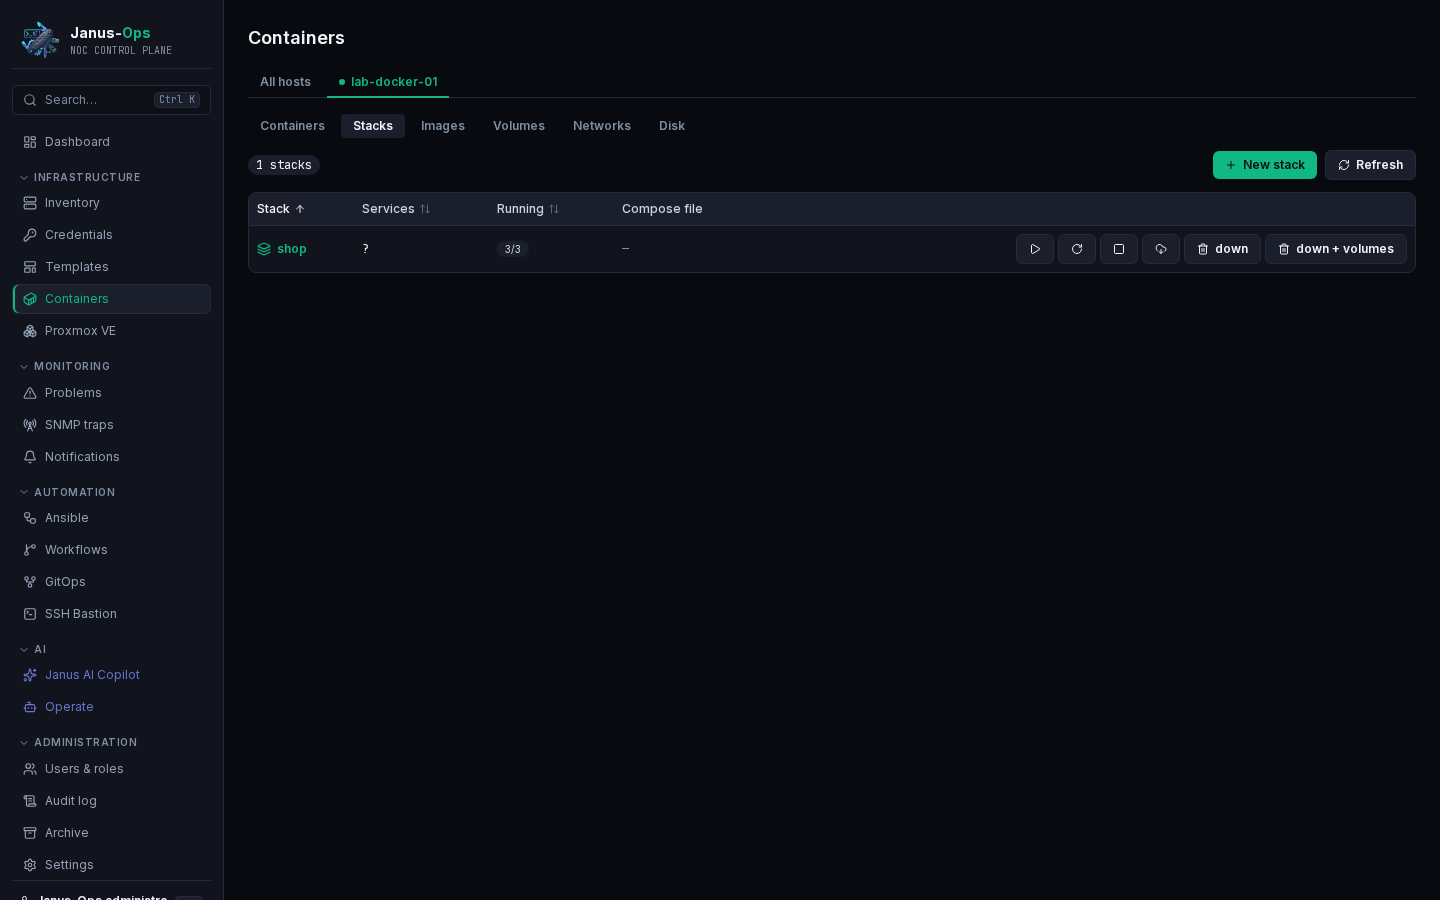 Janus-Ops
NOC CONTROL PLANE
Search...
Ctrl K
Dashboard
INFRASTRUCTURE
Inventory
Credentials
Templates
Containers
Proxmox VE
MONITORING
Problems
SNMP traps
Notifications
AUTOMATION
Ansible
Workflows
GitOps
SSH Bastion
AI
Janus AI Copilot
Operate
ADMINISTRATION
Users & roles
Audit log
Archive
Settings
Janus-Ops administra
Containers
All hosts lab-docker-01
Containers Stacks Images Volumes Networks Disk
1 stacks
New stack Refresh
Stack Services Running Compose file
shop ? 3/3 — down down + volumes